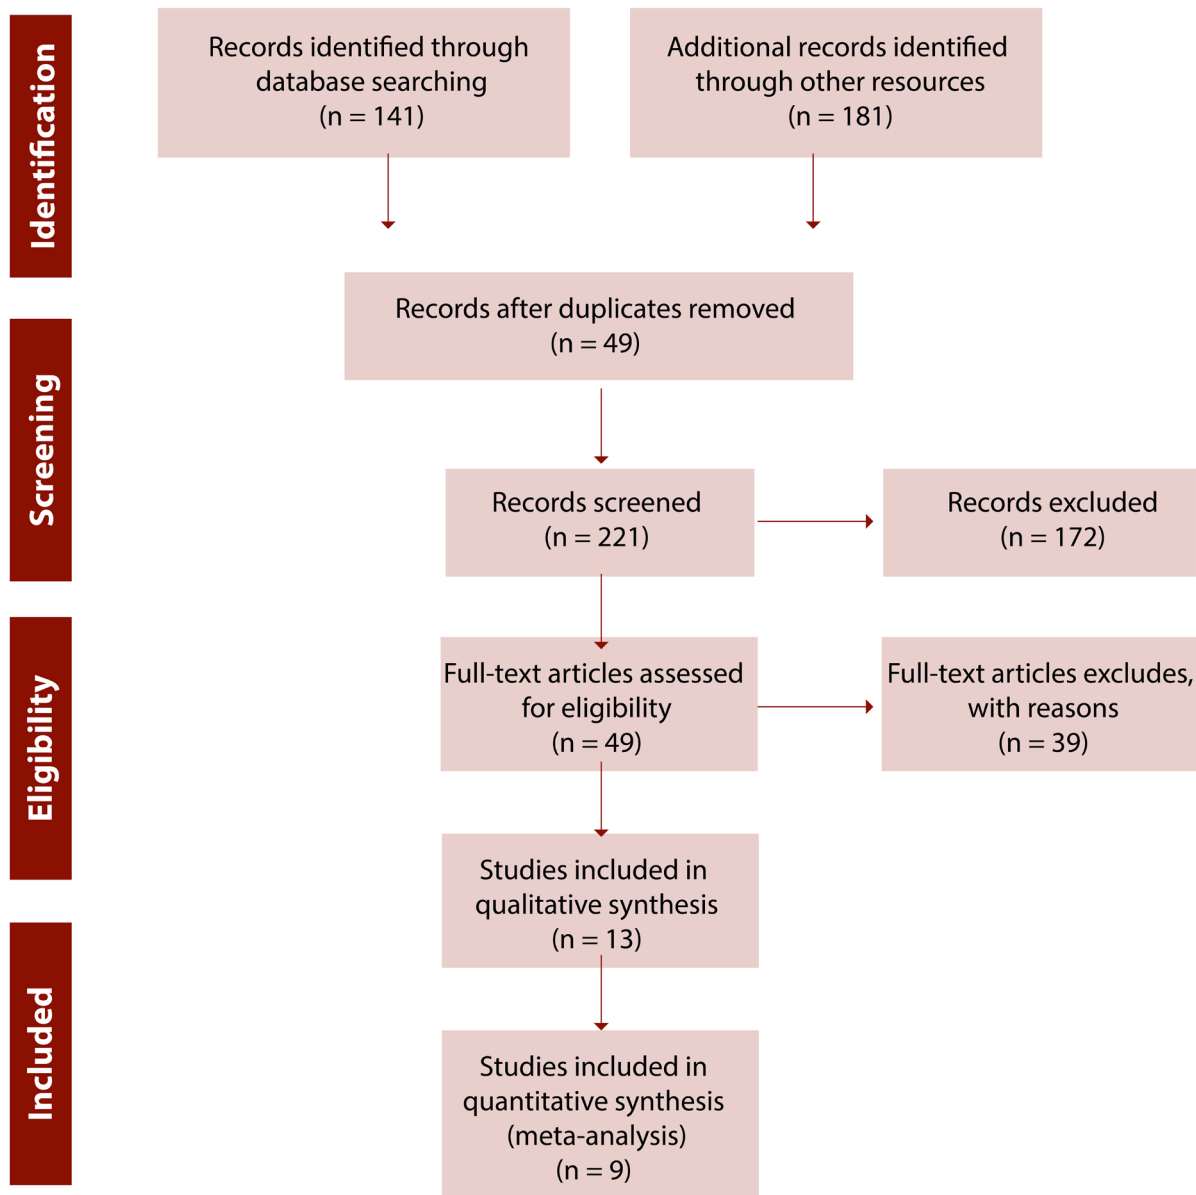 Identification
Records identified through
database searching
(n = 141)
Additional records identified
through other resources
(n = 181)
Screening
Records after duplicates removed
(n = 49)
Records screened
(n = 221)
Records excluded
(n = 172)
Eligibility
Full-text articles assessed
for eligibility
(n = 49)
Full-text articles excludes,
with reasons
(n = 39)
Studies included in
qualitative synthesis
(n = 13)
Included
Studies included in
quantitative synthesis
(meta-analysis)
(n = 9)